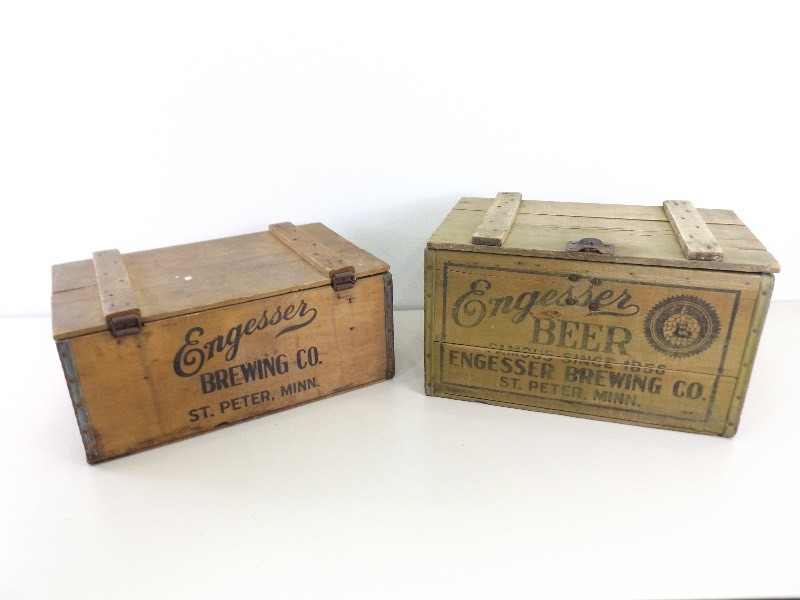 Engesser
BREWING CO.
ST. PETER, MINN.
Engesser
BEER
FAMOUS SINCE 1856
ENGESSER BREWING CO.
ST. PETER, MINN.